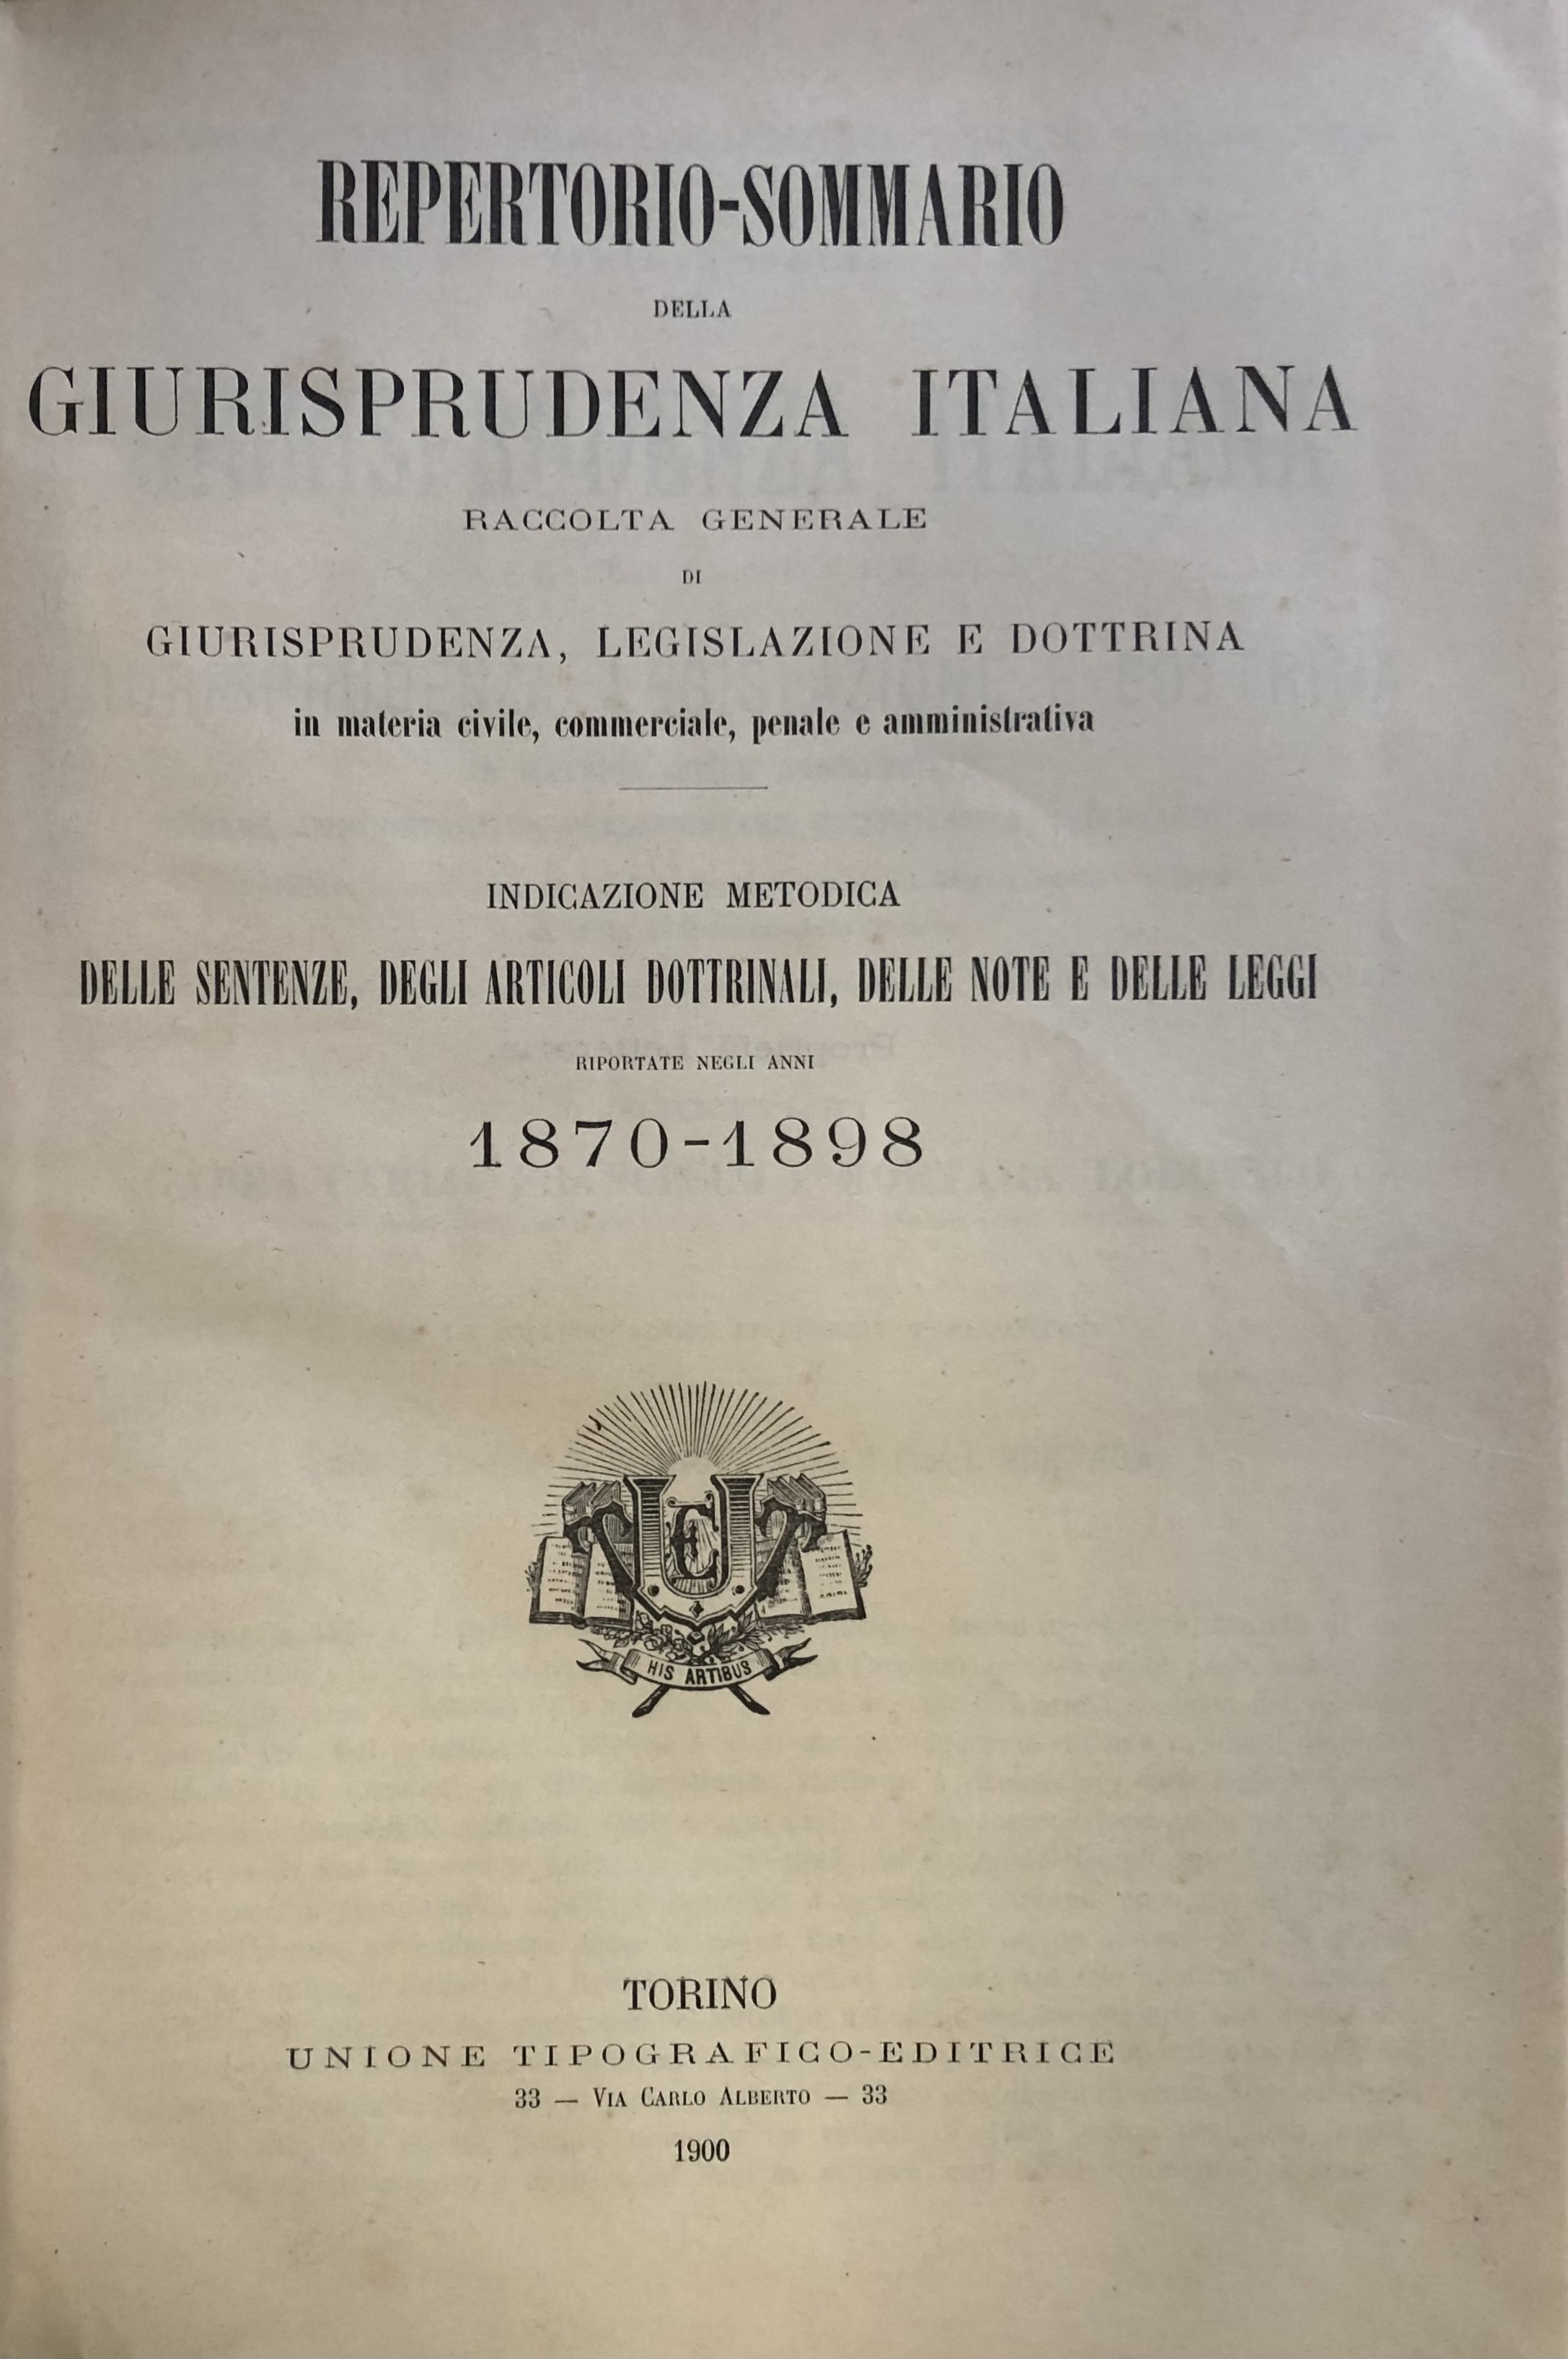 REPERTORIO-SOMMARIO
DELLA
GIURISPRUDENZA ITALIANA
RACCOLTA GENERALE
DI
GIURISPRUDENZA, LEGISLAZIONE E DOTTRINA
in materia civile, commerciale, penale e amministrativa
INDICAZIONE METODICA
DELLE SENTENZE, DEGLI ARTICOLI DOTTRINALI, DELLE NOTE E DELLE LEGGI
RIPORTATE NEGLI ANNI
1870-1898
UTE
HIS ARTIBUS
TORINO
UNIONE TIPOGRAFICO-EDITRICE
33 — VIA CARLO ALBERTO — 33
1900